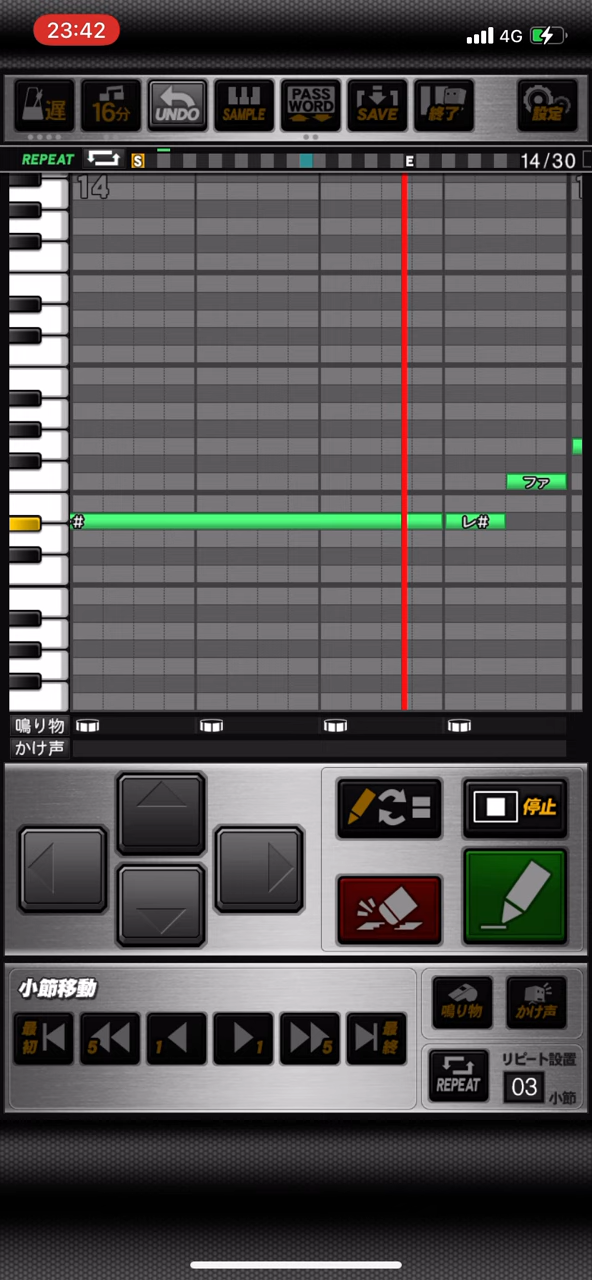 23:42
4G
遅
16分
UNDO
SAMPLE
PASS
WORD
SAVE
終了
設定
REPEAT
S
E
14/30
14
ファ
#
レ#
鳴り物
かけ声
停止
小節移動
最初
5
1
1
5
最終
鳴り物
かけ声
REPEAT
リピート設置
03
小節